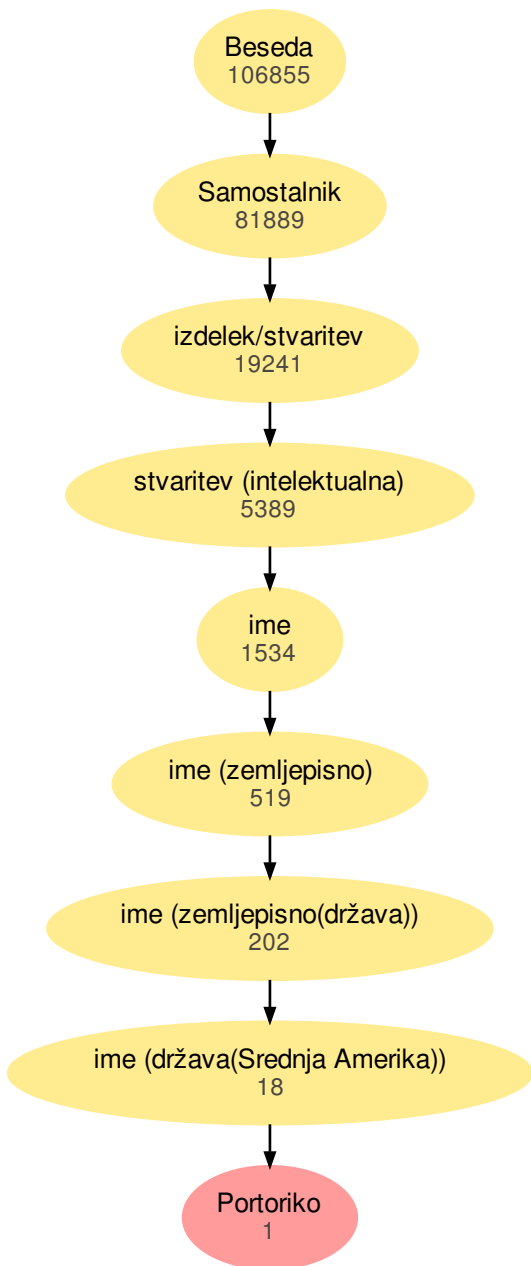 Beseda
106855
Samostalnik
81889
izdelek/stvaritev
19241
stvaritev (intelektualna)
5389
ime
1534
ime (zemljepisno)
519
ime (zemljepisno(država))
202
ime (država(Srednja Amerika))
18
Portoriko
1